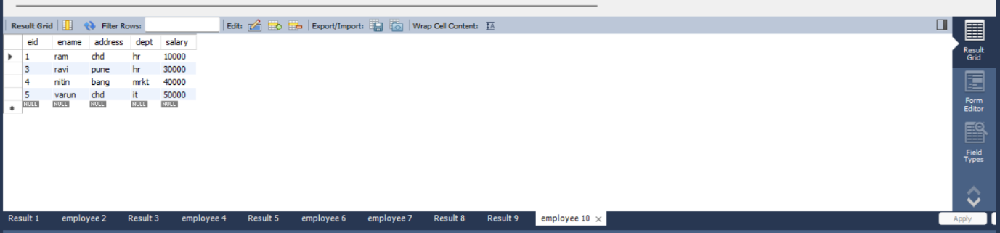 Result Grid Filter Rows: Edit: Export/Import: Wrap Cell Content: IA
eid ename address dept salary
1 ram chd hr 10000
3 ravi pune hr 30000
4 nitin bang mrkt 40000
5 varun chd it 50000
NULL NULL NULL NULL NULL
Result
Grid
Form
Editor
Field
Types
Result 1 employee 2 Result 3 employee 4 Result 5 employee 6 employee 7 Result 8 Result 9 employee 10 Apply